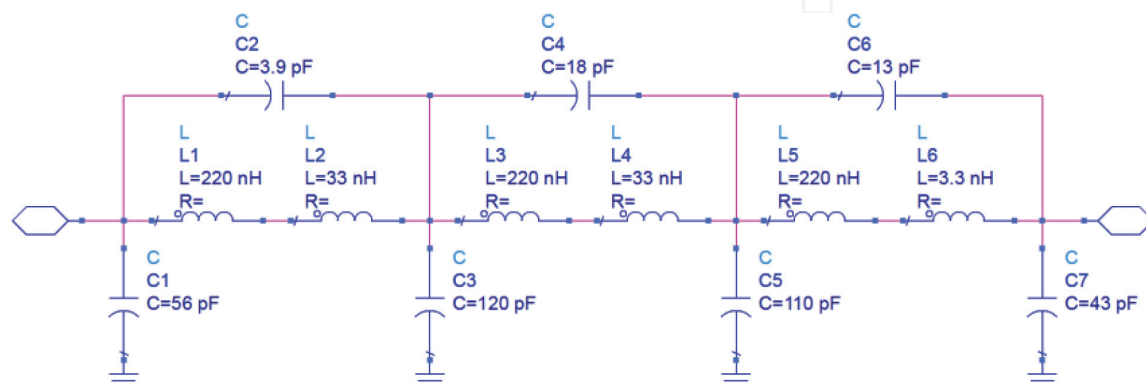 C
C2
C=3.9 pF
C
C4
C=18 pF
C
C6
C=13 pF
L
L1
L=220 nH
R=
L
L2
L=33 nH
R=
L
L3
L=220 nH
R=
L
L4
L=33 nH
R=
L
L5
L=220 nH
R=
L
L6
L=3.3 nH
R=
C
C1
C=56 pF
C
C3
C=120 pF
C
C5
C=110 pF
C
C7
C=43 pF